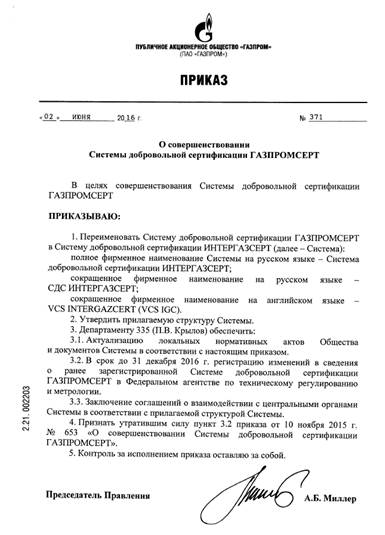 ПУБЛИЧНОЕ АКЦИОНЕРНОЕ ОБЩЕСТВО «ГАЗПРОМ»
(ПАО «ГАЗПРОМ»)
ПРИКАЗ
«02» июня 2016 г. № 371
О совершенствовании
Системы добровольной сертификации ГАЗПРОМСЕРТ
В целях совершенствования Системы добровольной сертификации
ГАЗПРОМСЕРТ
ПРИКАЗЫВАЮ:
1. Переименовать Систему добровольной сертификации ГАЗПРОМСЕРТ
в Систему добровольной сертификации ИНТЕРГАЗСЕРТ (далее – Система):
полное фирменное наименование Системы на русском языке – Система
добровольной сертификации ИНТЕРГАЗСЕРТ;
сокращенное фирменное наименование на русском языке –
СДС ИНТЕРГАЗСЕРТ;
сокращенное фирменное наименование на английском языке –
VCS INTERGAZCERT (VCS IGC).
2. Утвердить прилагаемую структуру Системы.
3. Департаменту 335 (П.В. Крылов) обеспечить:
3.1. Актуализацию локальных нормативных актов Общества
и документов Системы в соответствии с настоящим приказом.
3.2. В срок до 31 декабря 2016 г. регистрацию изменений в сведения
о ранее зарегистрированной Системе добровольной сертификации
ГАЗПРОМСЕРТ в Федеральном агентстве по техническому регулированию
и метрологии.
3.3. Заключение соглашений о взаимодействии с центральными органами
Системы в соответствии с прилагаемой структурой Системы.
4. Признать утратившим силу пункт 3.2 приказа от 10 ноября 2015 г.
№ 653 «О совершенствовании Системы добровольной сертификации
ГАЗПРОМСЕРТ».
5. Контроль за исполнением приказа оставляю за собой.
Председатель Правления А.Б. Миллер
2.21. 002203